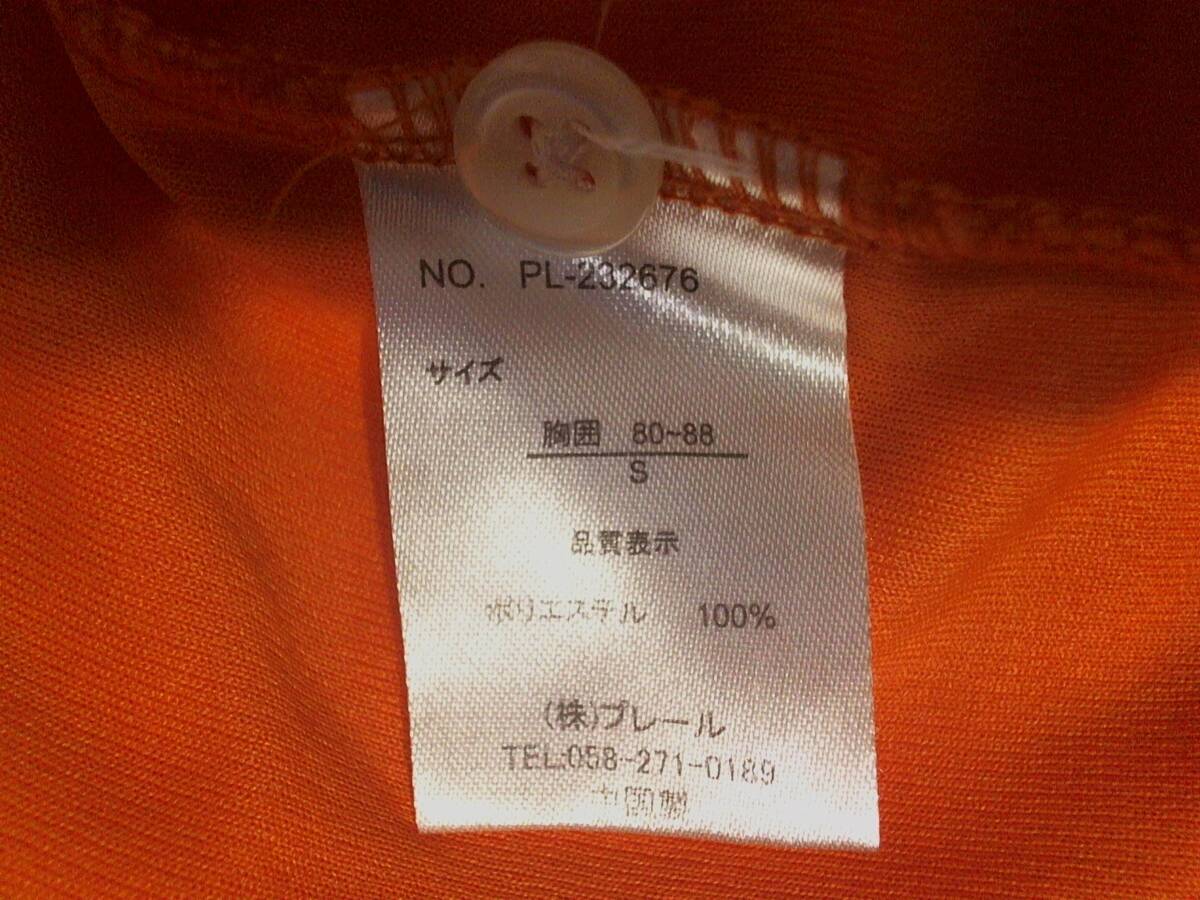 NO. PL-232676
サイズ
胸囲 80~88
S
品質表示
ポリエステル 100%
(株)プレール
TEL:058-271-0189
中国製